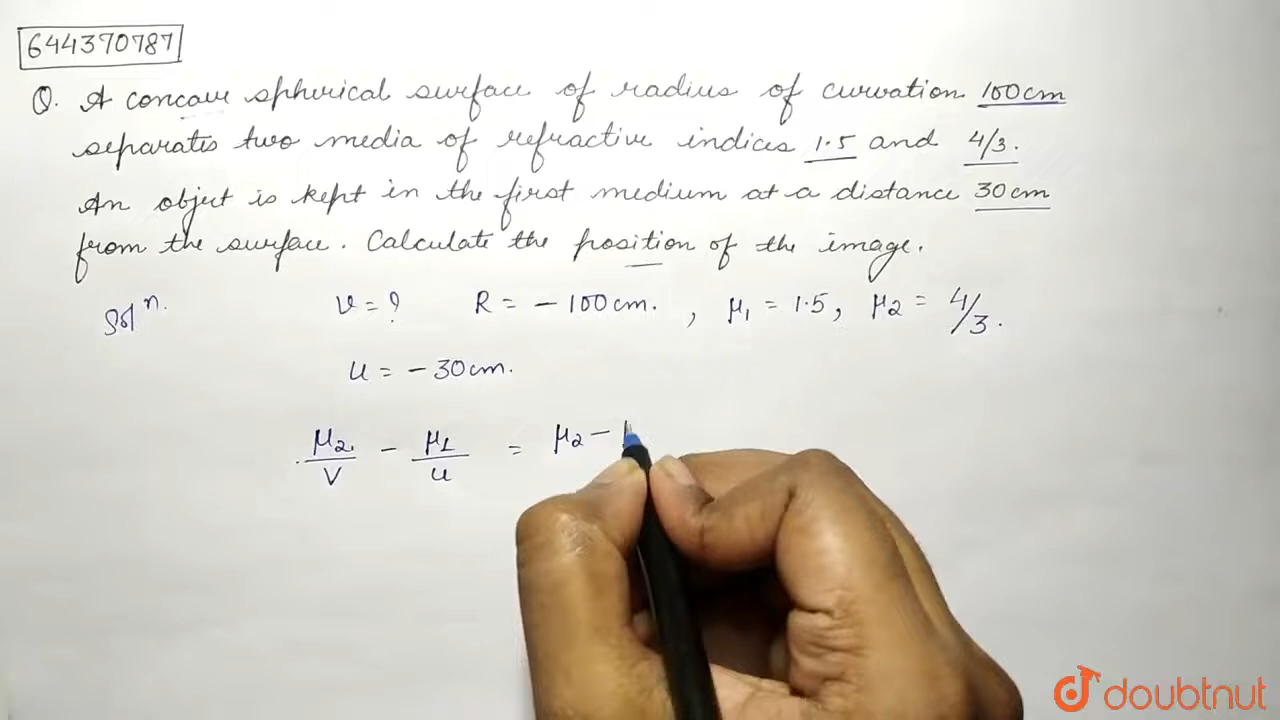 644370787
Q. A concave spherical surface of radius of curvation 100cm
separates two media of refractive indices 1.5 and 4/3.
An object is kept in the first medium at a distance 30cm
from the surface. Calculate the position of the image.
Solⁿ. v = ? R = - 100cm. , μ₁ = 1.5, μ₂ = 4/3.
u = - 30cm.
μ₂/v - μ₁/u = μ₂ -
doubtnut